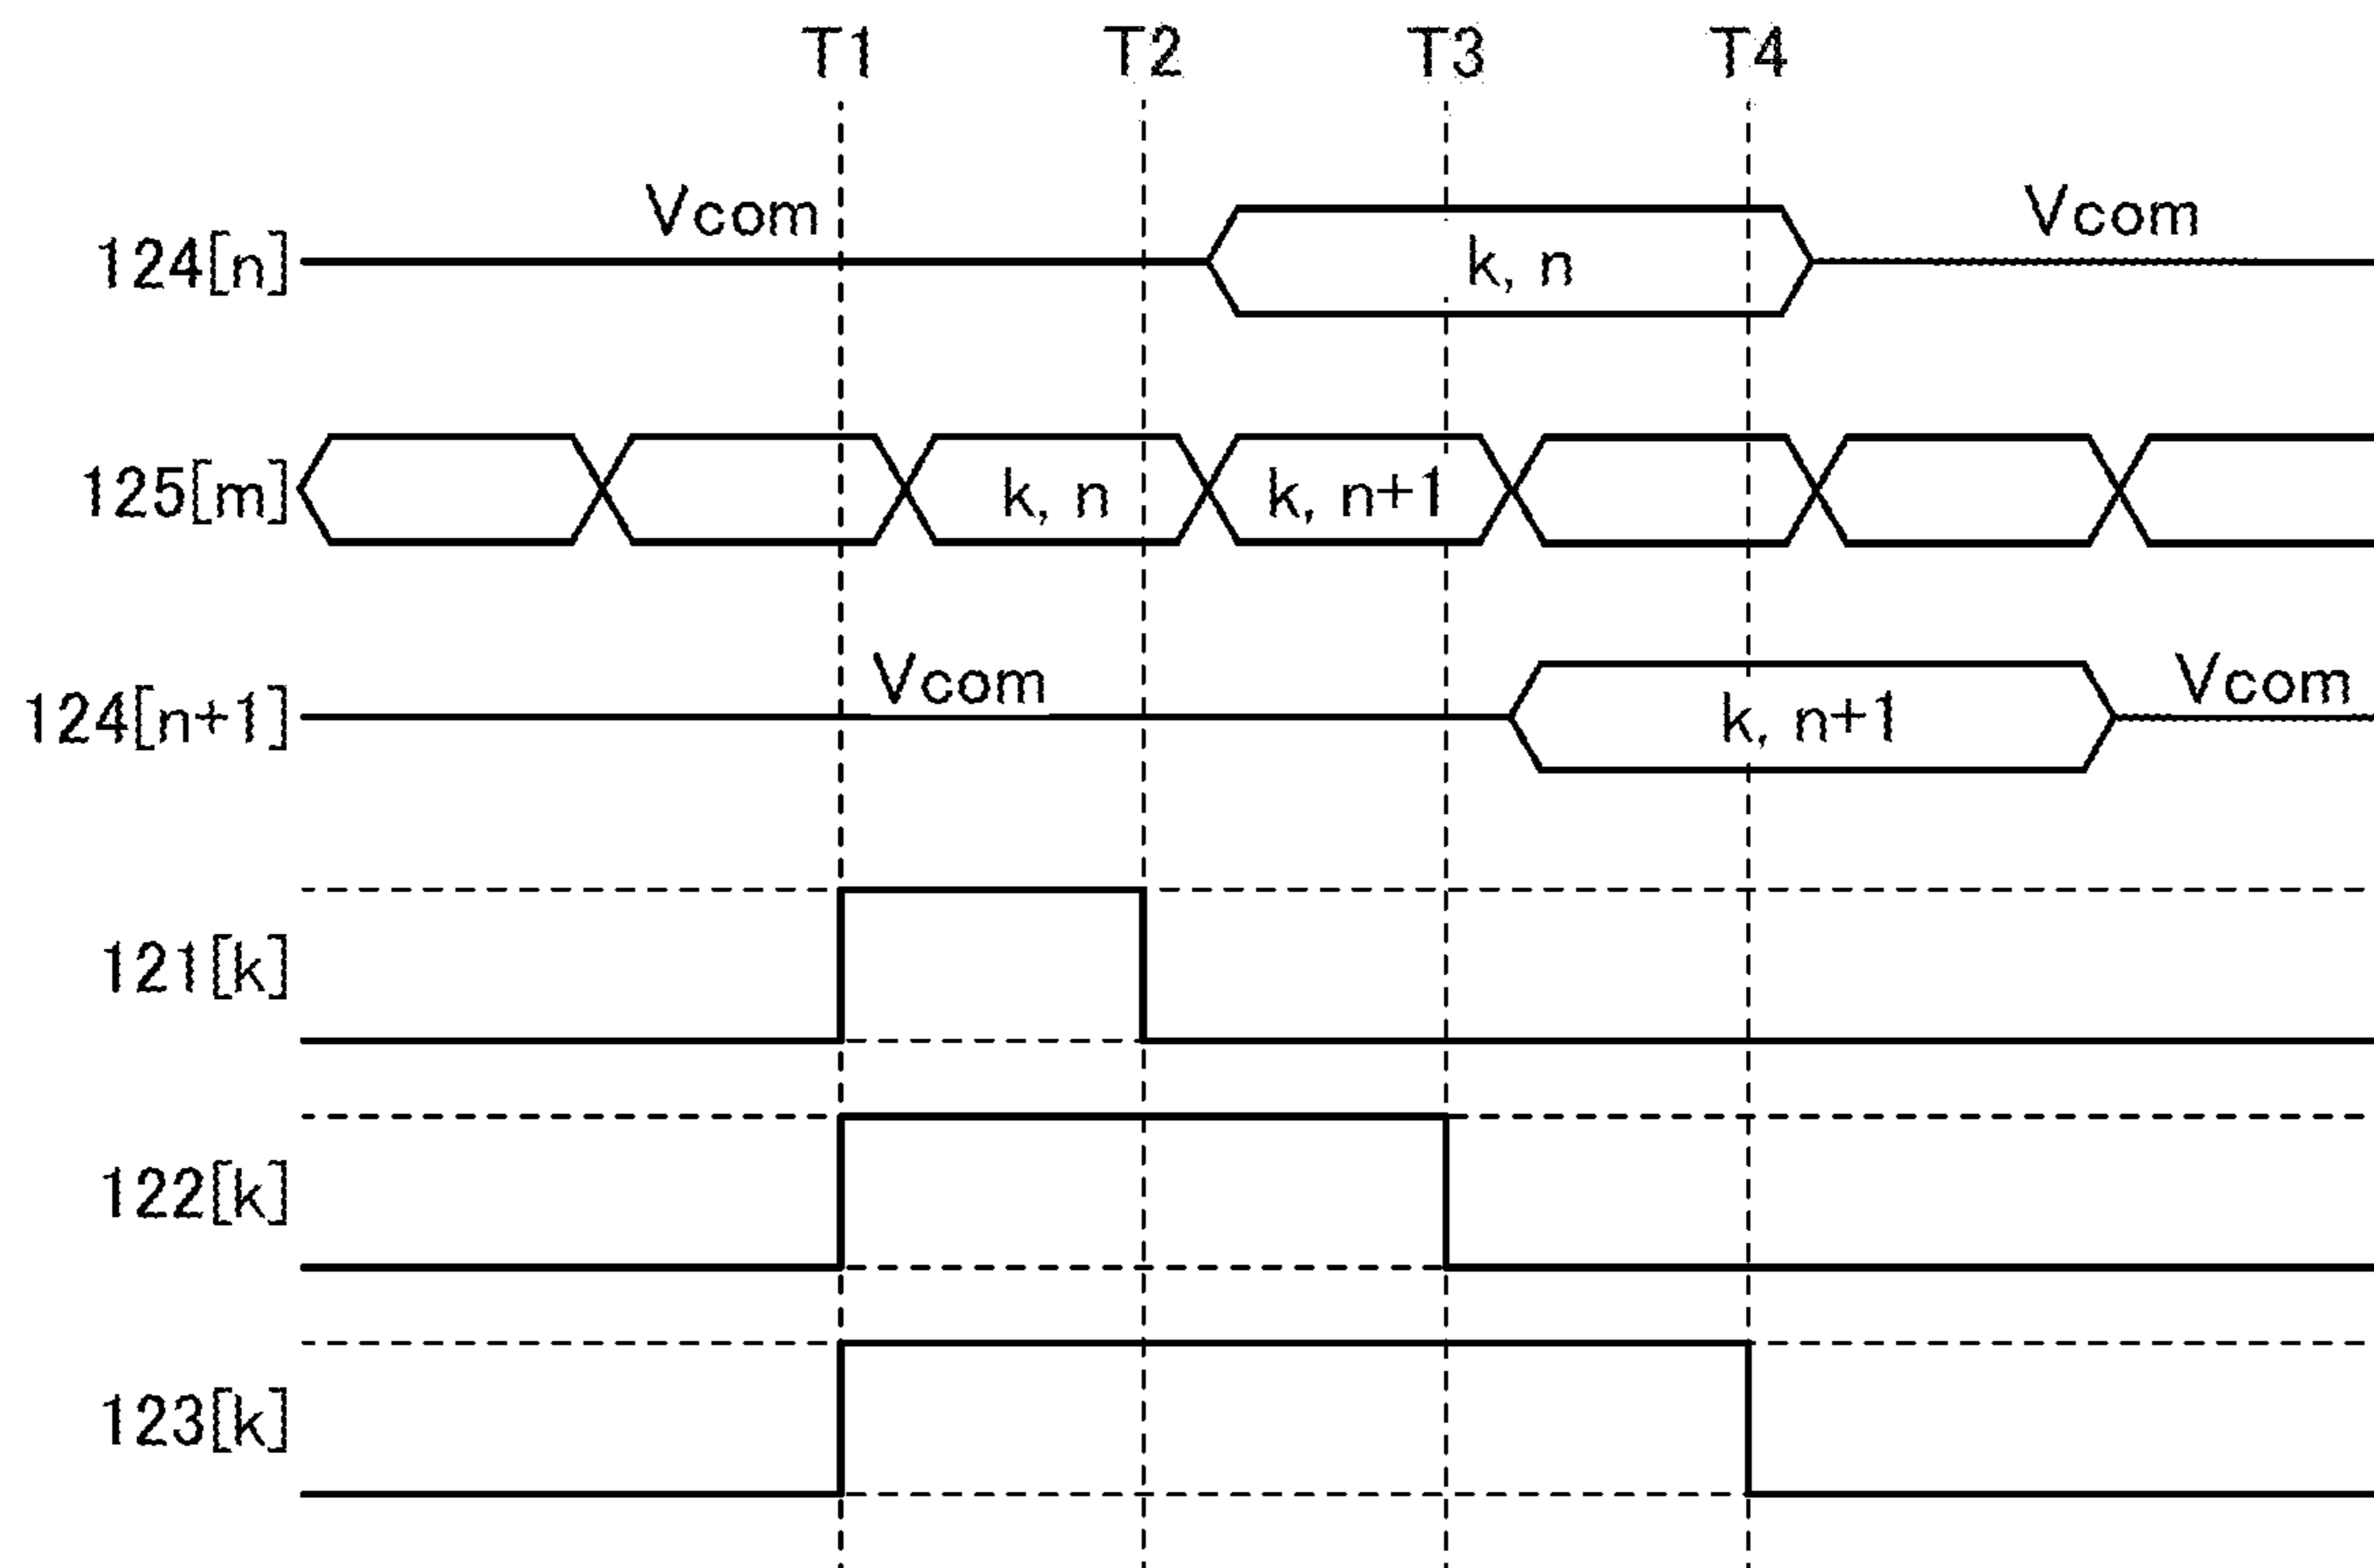 T1 T2 T3 T4
Vcom Vcom
124[n] k, n
125[m] k, n k, n+1
Vcom Vcom
124[n+1] k, n+1
121[k]
122[k]
123[k]